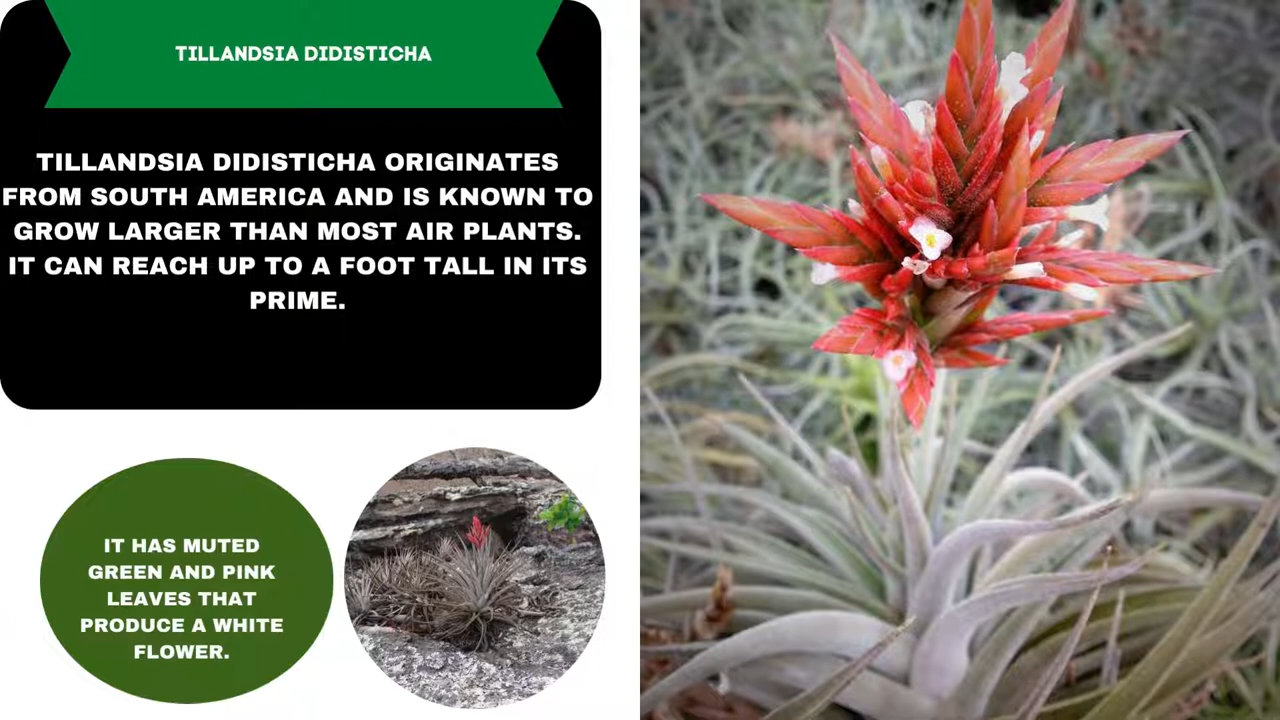 TILLANDSIA DIDISTICHA
TILLANDSIA DIDISTICHA ORIGINATES
FROM SOUTH AMERICA AND IS KNOWN TO
GROW LARGER THAN MOST AIR PLANTS.
IT CAN REACH UP TO A FOOT TALL IN ITS
PRIME.
IT HAS MUTED
GREEN AND PINK
LEAVES THAT
PRODUCE A WHITE
FLOWER.